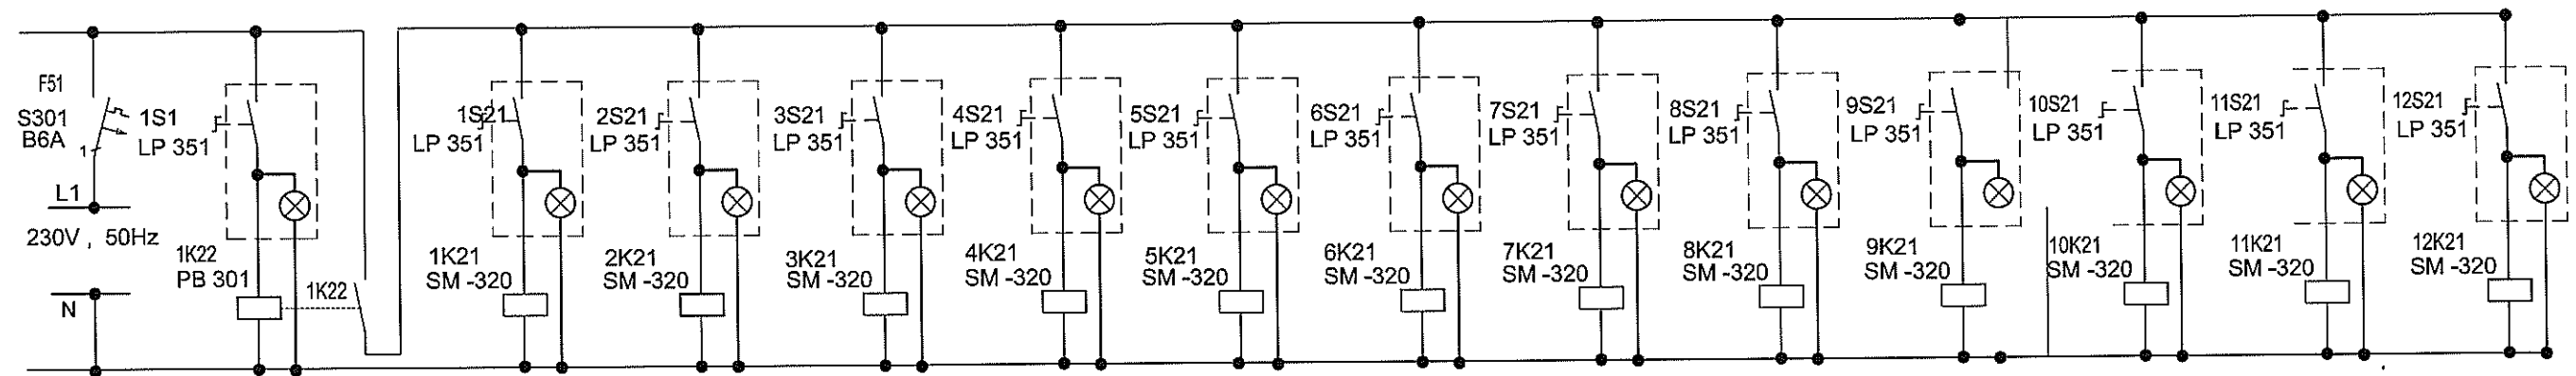 F51
S301
B6A
1
L1
230V , 50Hz
N
1S1
LP 351
1K22
PB 301
1K22
1S21
LP 351
1K21
SM -320
2S21
LP 351
2K21
SM -320
3S21
LP 351
3K21
SM -320
4S21
LP 351
4K21
SM -320
5S21
LP 351
5K21
SM -320
6S21
LP 351
6K21
SM -320
7S21
LP 351
7K21
SM -320
8S21
LP 351
8K21
SM -320
9S21
LP 351
9K21
SM -320
10S21
LP 351
10K21
SM -320
11S21
LP 351
11K21
SM -320
12S21
LP 351
12K21
SM -320